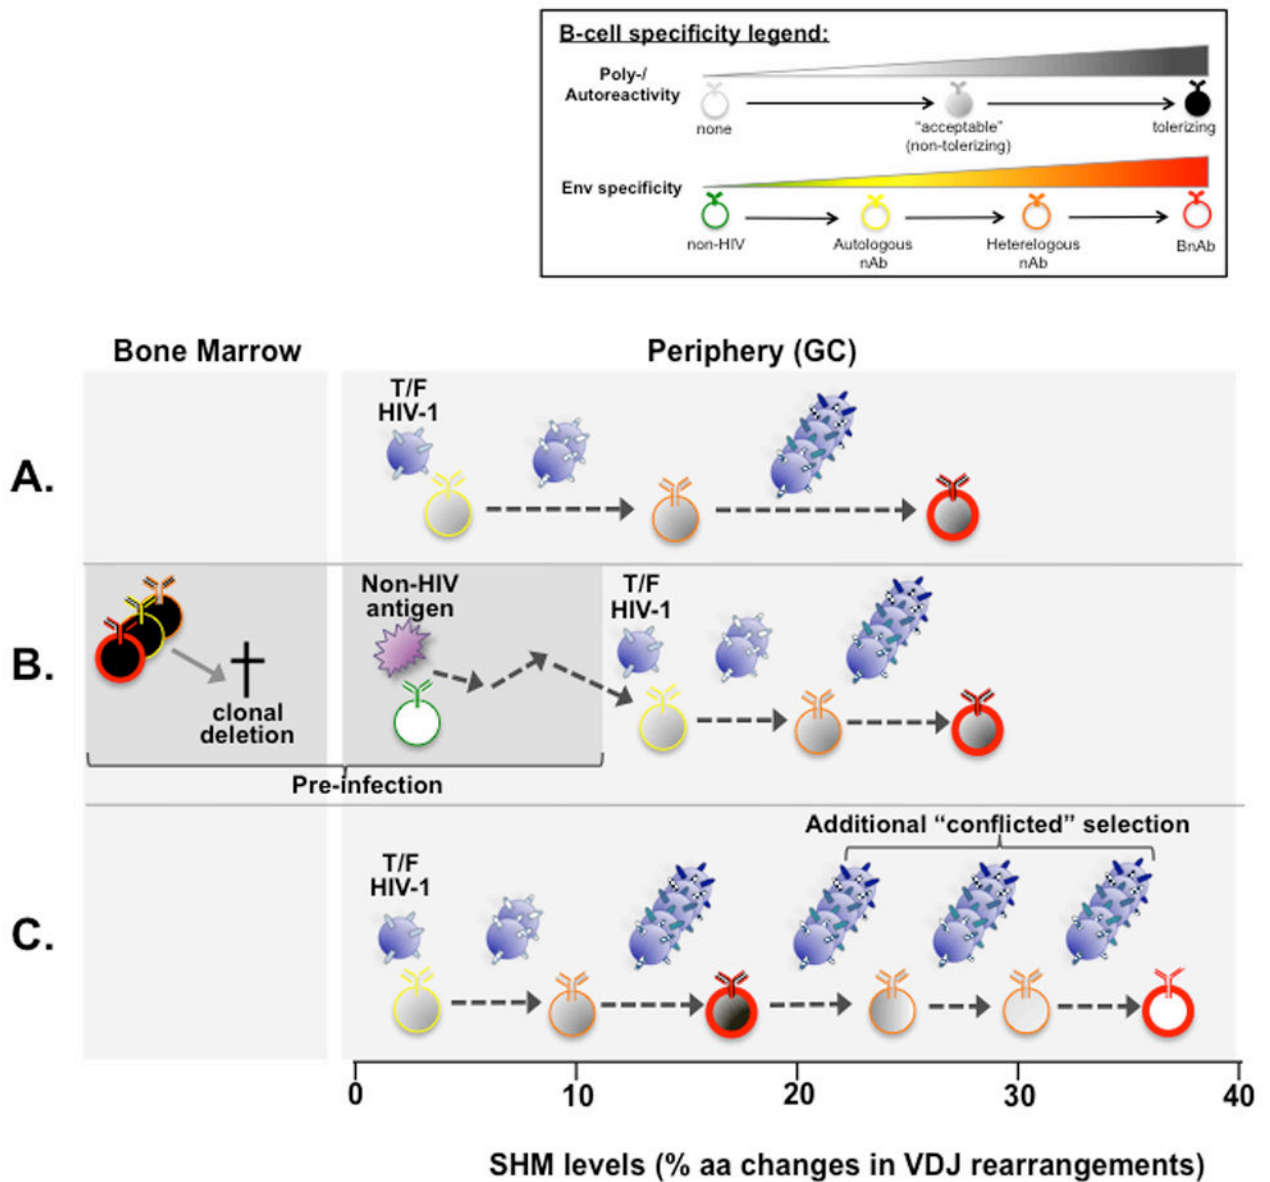 B-cell specificity legend:
Poly-/
Autoreactivity
none
"acceptable"
(non-tolerizing)
tolerizing
Env specificity
non-HIV
Autologous
nAb
Heterelogous
nAb
BnAb
Bone Marrow
Periphery (GC)
A.
T/F
HIV-1
B.
clonal
deletion
Non-HIV
antigen
T/F
HIV-1
Pre-infection
C.
T/F
HIV-1
Additional “conflicted” selection
0
10
20
30
40
SHM levels (% aa changes in VDJ rearrangements)